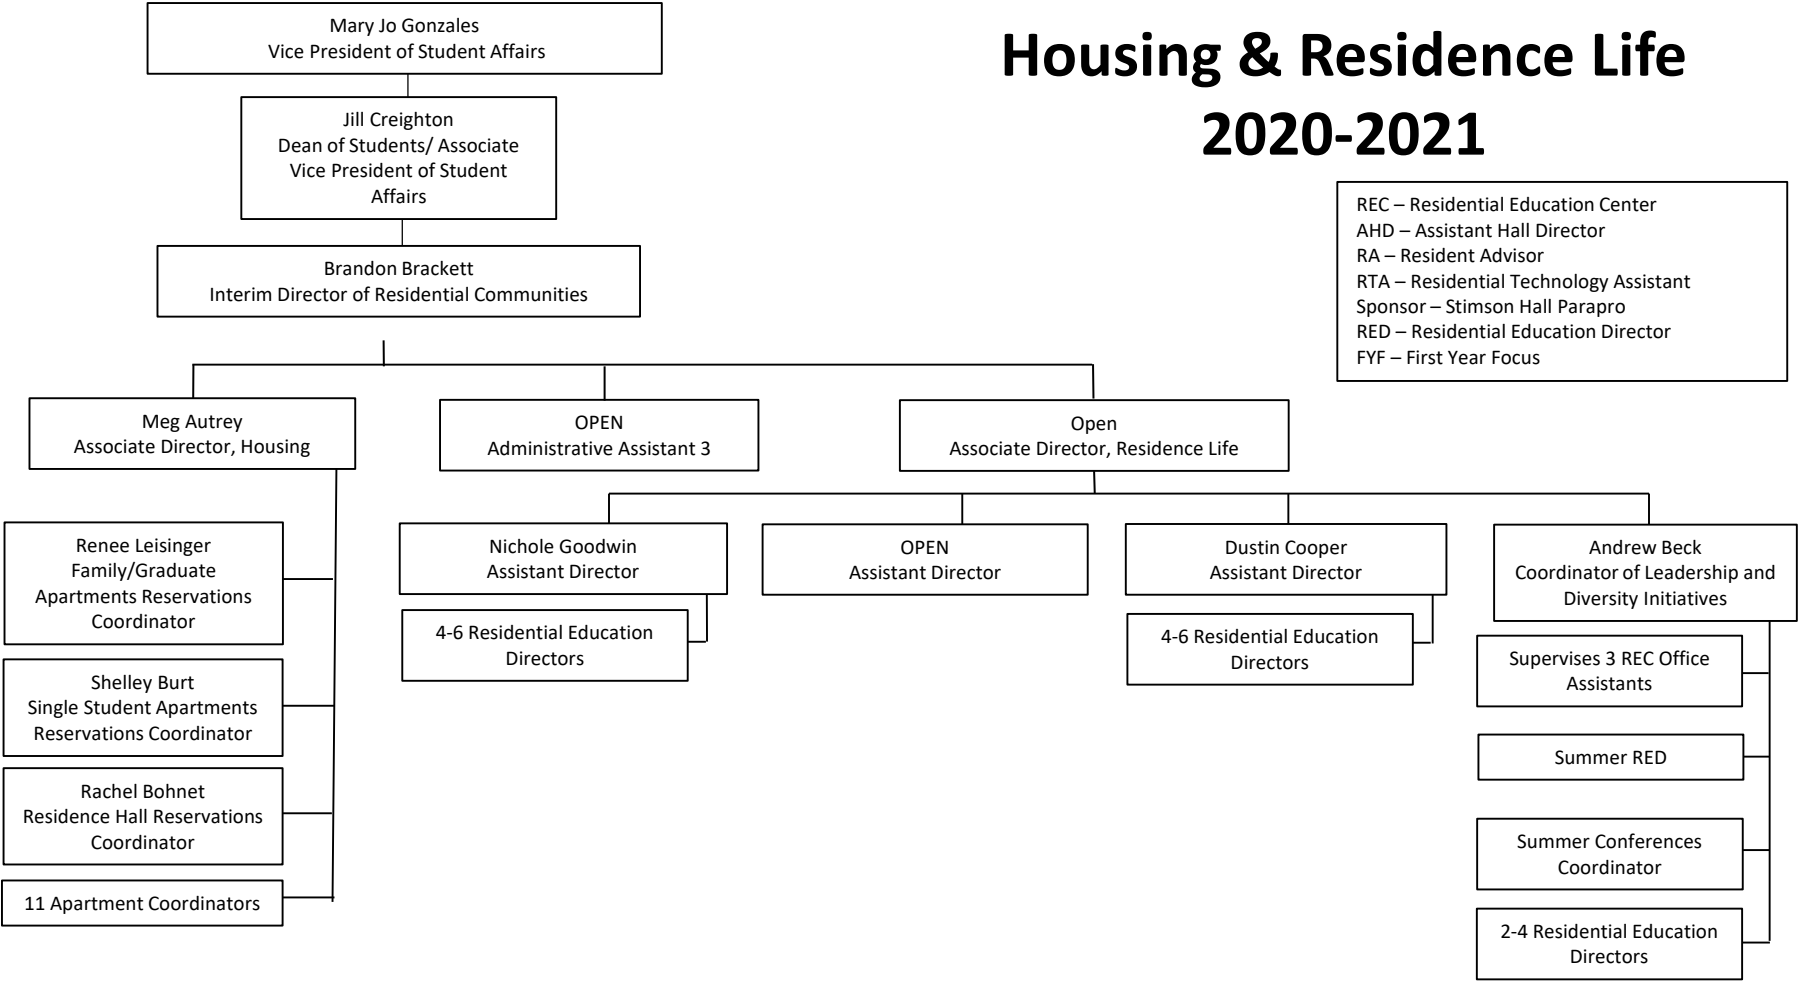 Mary Jo Gonzales
Vice President of Student Affairs
Housing & Residence Life
2020-2021
Jill Creighton
Dean of Students/ Associate
Vice President of Student
Affairs
REC – Residential Education Center
AHD – Assistant Hall Director
RA – Resident Advisor
RTA – Residential Technology Assistant
Sponsor – Stimson Hall Parapro
RED – Residential Education Director
FYF – First Year Focus
Brandon Brackett
Interim Director of Residential Communities
Meg Autrey
Associate Director, Housing
OPEN
Administrative Assistant 3
Open
Associate Director, Residence Life
Renee Leisinger
Family/Graduate
Apartments Reservations
Coordinator
Shelley Burt
Single Student Apartments
Reservations Coordinator
Rachel Bohnet
Residence Hall Reservations
Coordinator
11 Apartment Coordinators
Nichole Goodwin
Assistant Director
4-6 Residential Education
Directors
OPEN
Assistant Director
Dustin Cooper
Assistant Director
4-6 Residential Education
Directors
Andrew Beck
Coordinator of Leadership and
Diversity Initiatives
Supervises 3 REC Office
Assistants
Summer RED
Summer Conferences
Coordinator
2-4 Residential Education
Directors